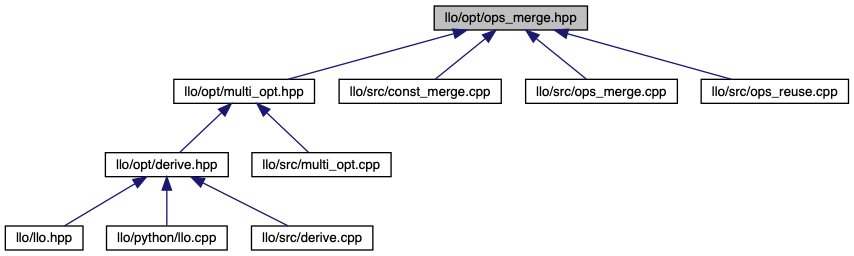 llo/opt/ops_merge.hpp
llo/opt/multi_opt.hpp
llo/src/const_merge.cpp
llo/src/ops_merge.cpp
llo/src/ops_reuse.cpp
llo/opt/derive.hpp
llo/src/multi_opt.cpp
llo/llo.hpp
llo/python/llo.cpp
llo/src/derive.cpp